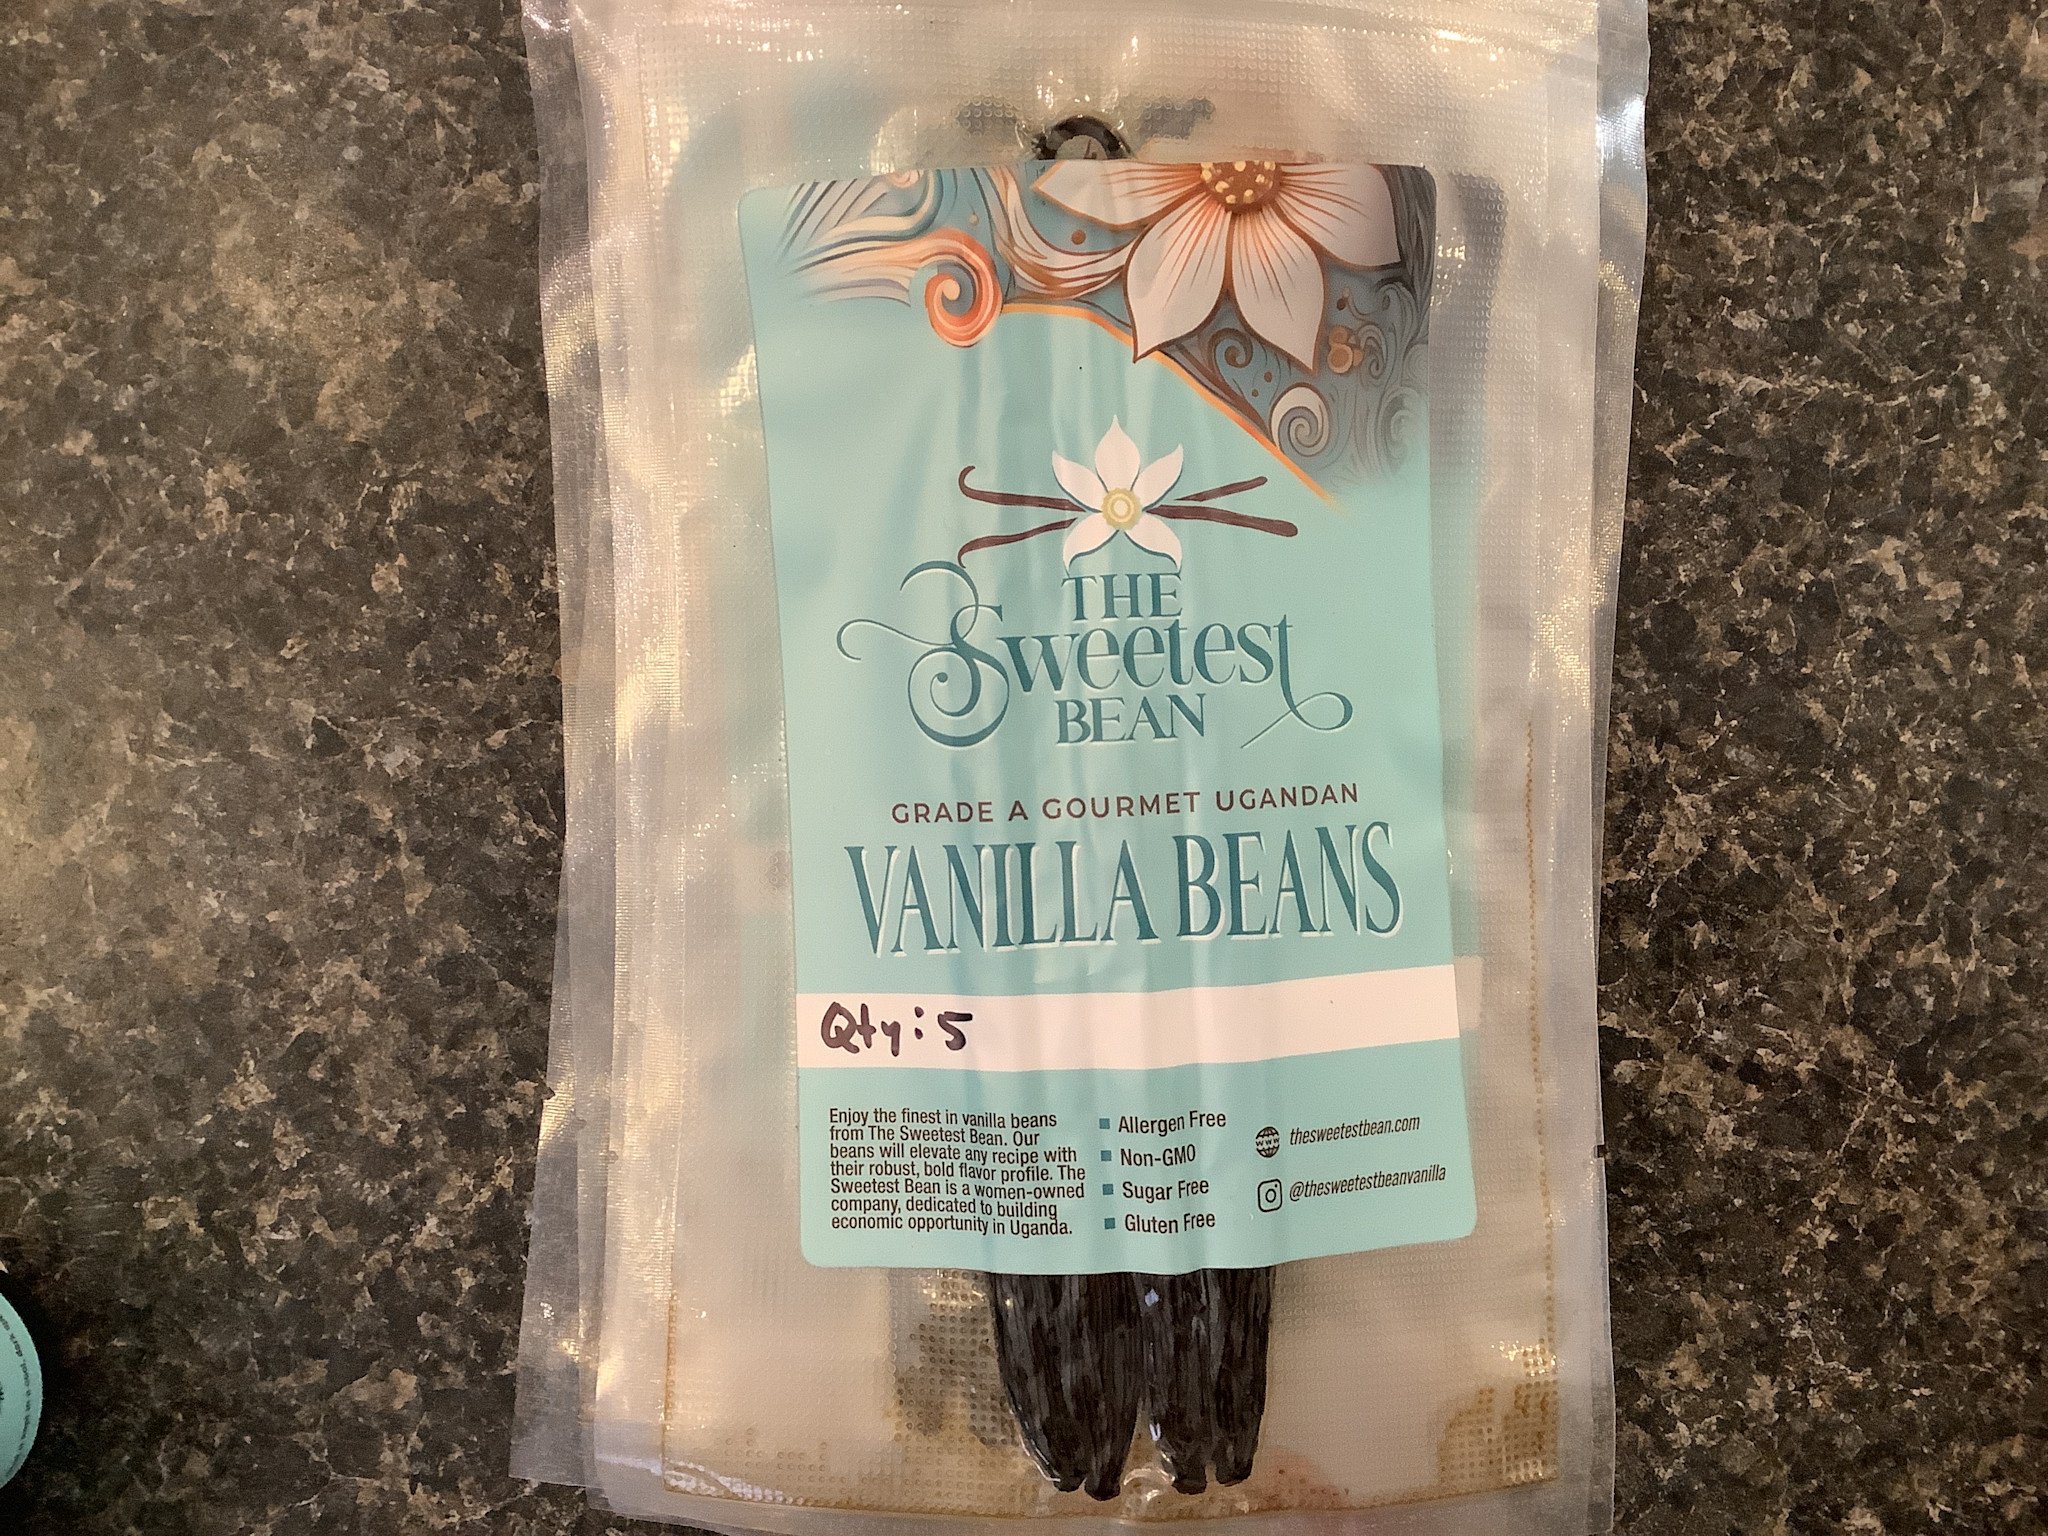 THE
Sweetest
BEAN
GRADE A GOURMET UGANDAN
VANILLA BEANS
Qty: 5
Enjoy the finest in vanilla beans
from The Sweetest Bean. Our
beans will elevate any recipe with
their robust, bold flavor profile. The
Sweetest Bean is a women-owned
company, dedicated to building
economic opportunity in Uganda.
Allergen Free
Non-GMO
Sugar Free
Gluten Free
www
thesweetestbean.com
@thesweetestbeanvanilla